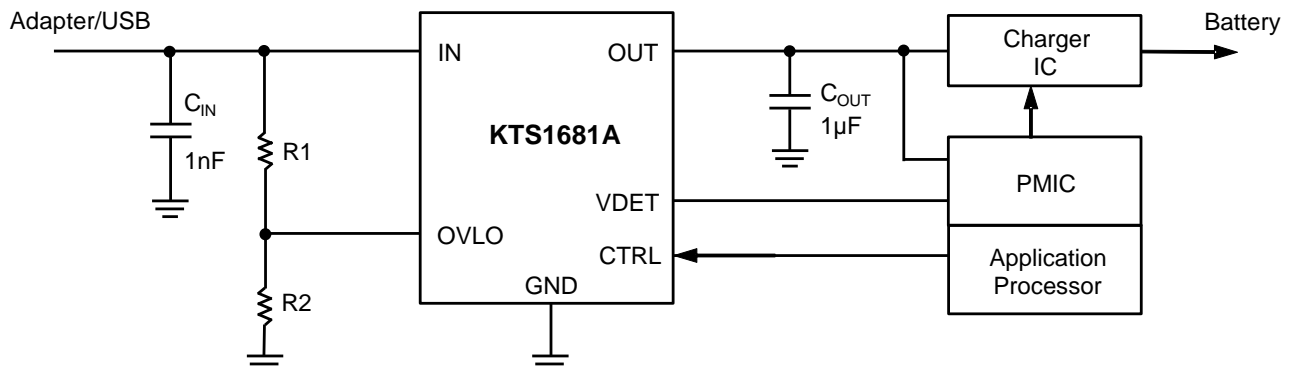 Adapter/USB
Battery
IN
OUT
Charger
IC
C_IN
1nF
R1
KTS1681A
C_OUT
1µF
PMIC
VDET
OVLO
CTRL
Application
Processor
GND
R2